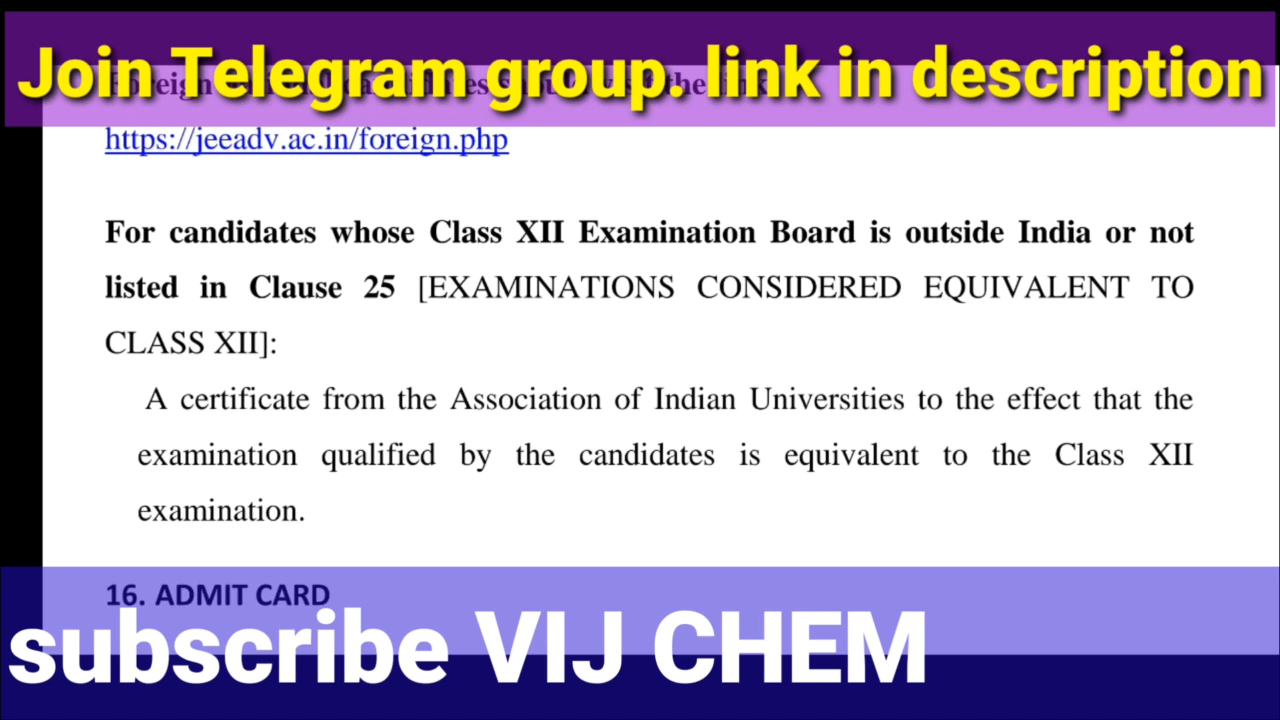 Join Telegram group. link in description
https://jeeadv.ac.in/foreign.php
For candidates whose Class XII Examination Board is outside India or not
listed in Clause 25 [EXAMINATIONS CONSIDERED EQUIVALENT TO
CLASS XII]:
A certificate from the Association of Indian Universities to the effect that the
examination qualified by the candidates is equivalent to the Class XII
examination.
16. ADMIT CARD
subscribe VIJ CHEM